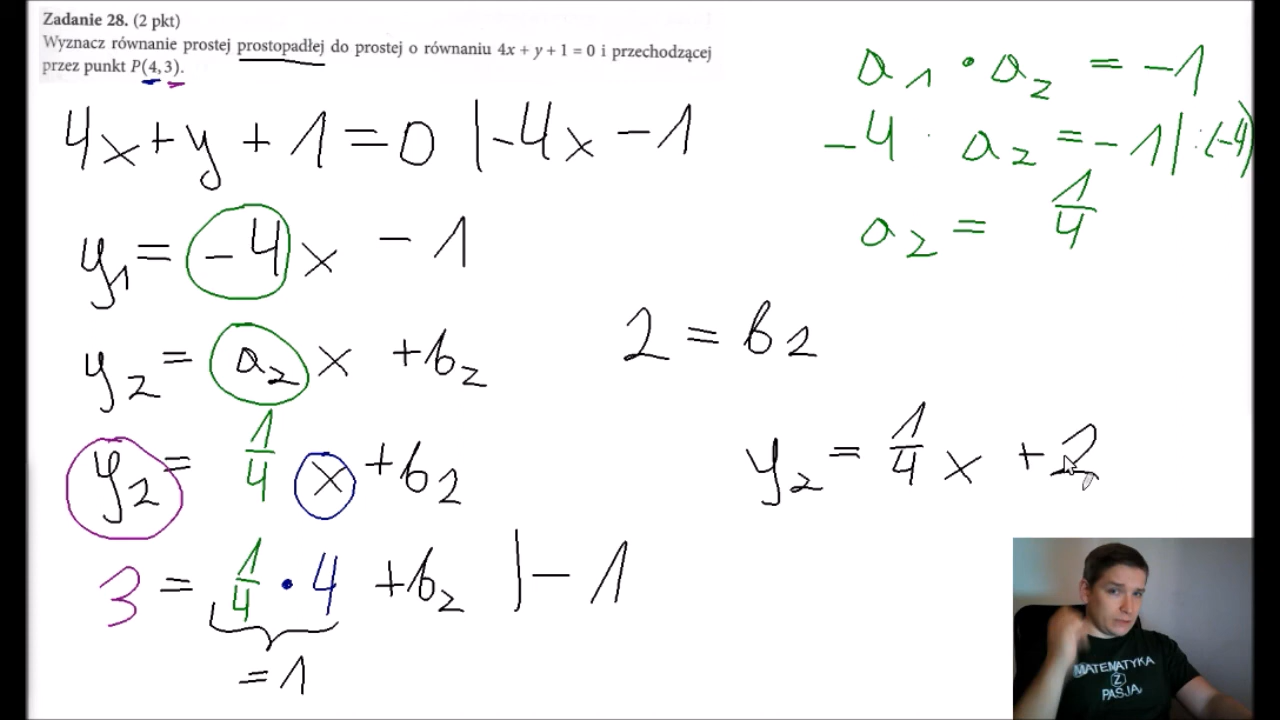 Zadanie 28. (2 pkt)
Wyznacz równanie prostej prostopadłej do prostej o równaniu 4x + y + 1 = 0 i przechodzącej
przez punkt P(4, 3).
4x + y + 1 = 0 | -4x - 1
y₁ = -4x - 1
y₂ = a₂x + b₂
y₂ = 1/4 x + b₂
3 = 1/4 · 4 + b₂ | - 1
= 1
a₁ · a₂ = -1
-4 · a₂ = -1 | :(-4)
a₂ = 1/4
2 = b₂
y₂ = 1/4 x + 2
MATEMATYKA
Z
PASJĄ